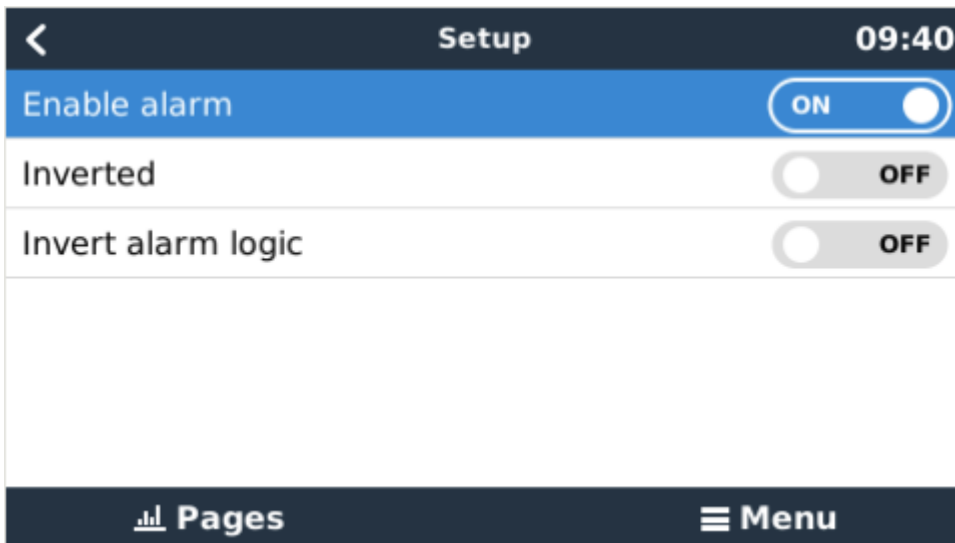 Setup 09:40
Enable alarm ON
Inverted OFF
Invert alarm logic OFF
Pages Menu